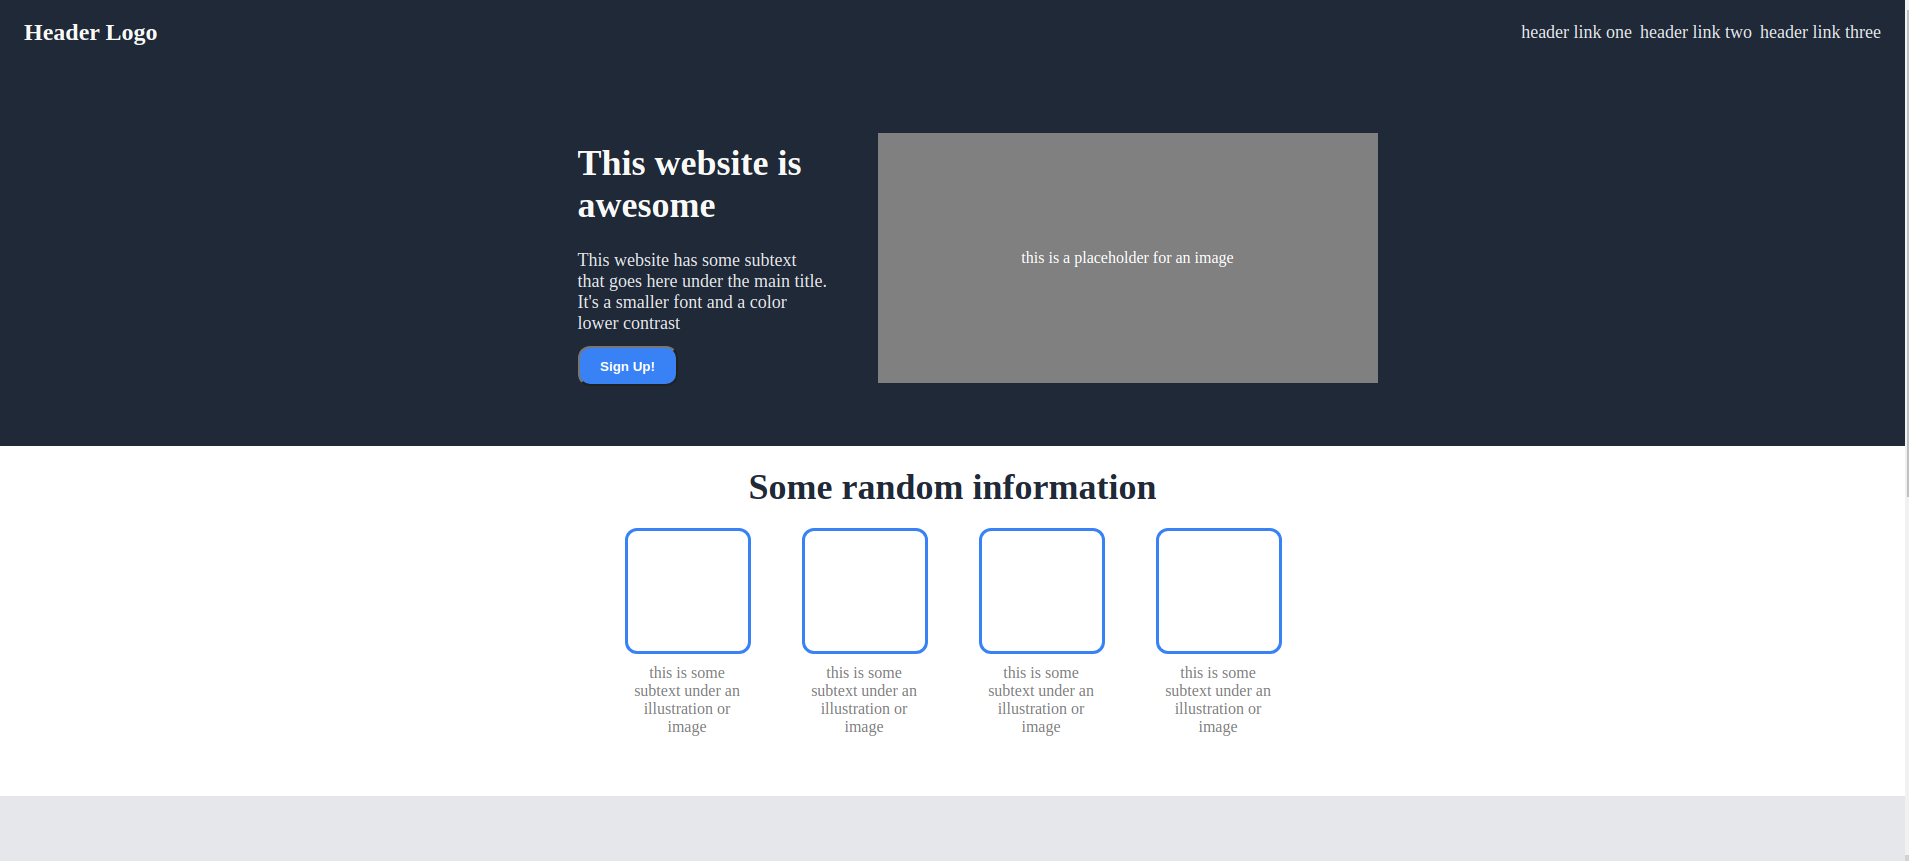 Header Logo
header link one header link two header link three
This website is
awesome
This website has some subtext
that goes here under the main title.
It's a smaller font and a color
lower contrast
Sign Up!
this is a placeholder for an image
Some random information
this is some
subtext under an
illustration or
image
this is some
subtext under an
illustration or
image
this is some
subtext under an
illustration or
image
this is some
subtext under an
illustration or
image